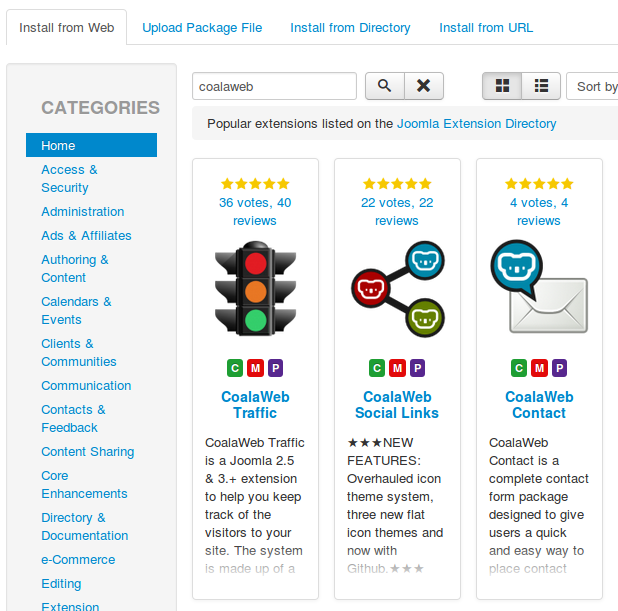 Install from Web
Upload Package File
Install from Directory
Install from URL
CATEGORIES
Home
Access &
Security
Administration
Ads & Affiliates
Authoring &
Content
Calendars &
Events
Clients &
Communities
Communication
Contacts &
Feedback
Content Sharing
Core
Enhancements
Directory &
Documentation
e-Commerce
Editing
Extension
coalaweb
Sort by
Popular extensions listed on the Joomla Extension Directory
36 votes, 40
reviews
C M P
CoalaWeb
Traffic
CoalaWeb Traffic
is a Joomla 2.5
& 3.+ extension
to help you keep
track of the
visitors to your
site. The system
is made up of a
22 votes, 22
reviews
C M P
CoalaWeb
Social Links
★★★NEW
FEATURES:
Overhauled icon
theme system,
three new flat
icon themes and
now with
Github.★★★
4 votes, 4
reviews
C M P
CoalaWeb
Contact
CoalaWeb
Contact is a
complete contact
form package
designed to give
users a quick
and easy way to
place contact